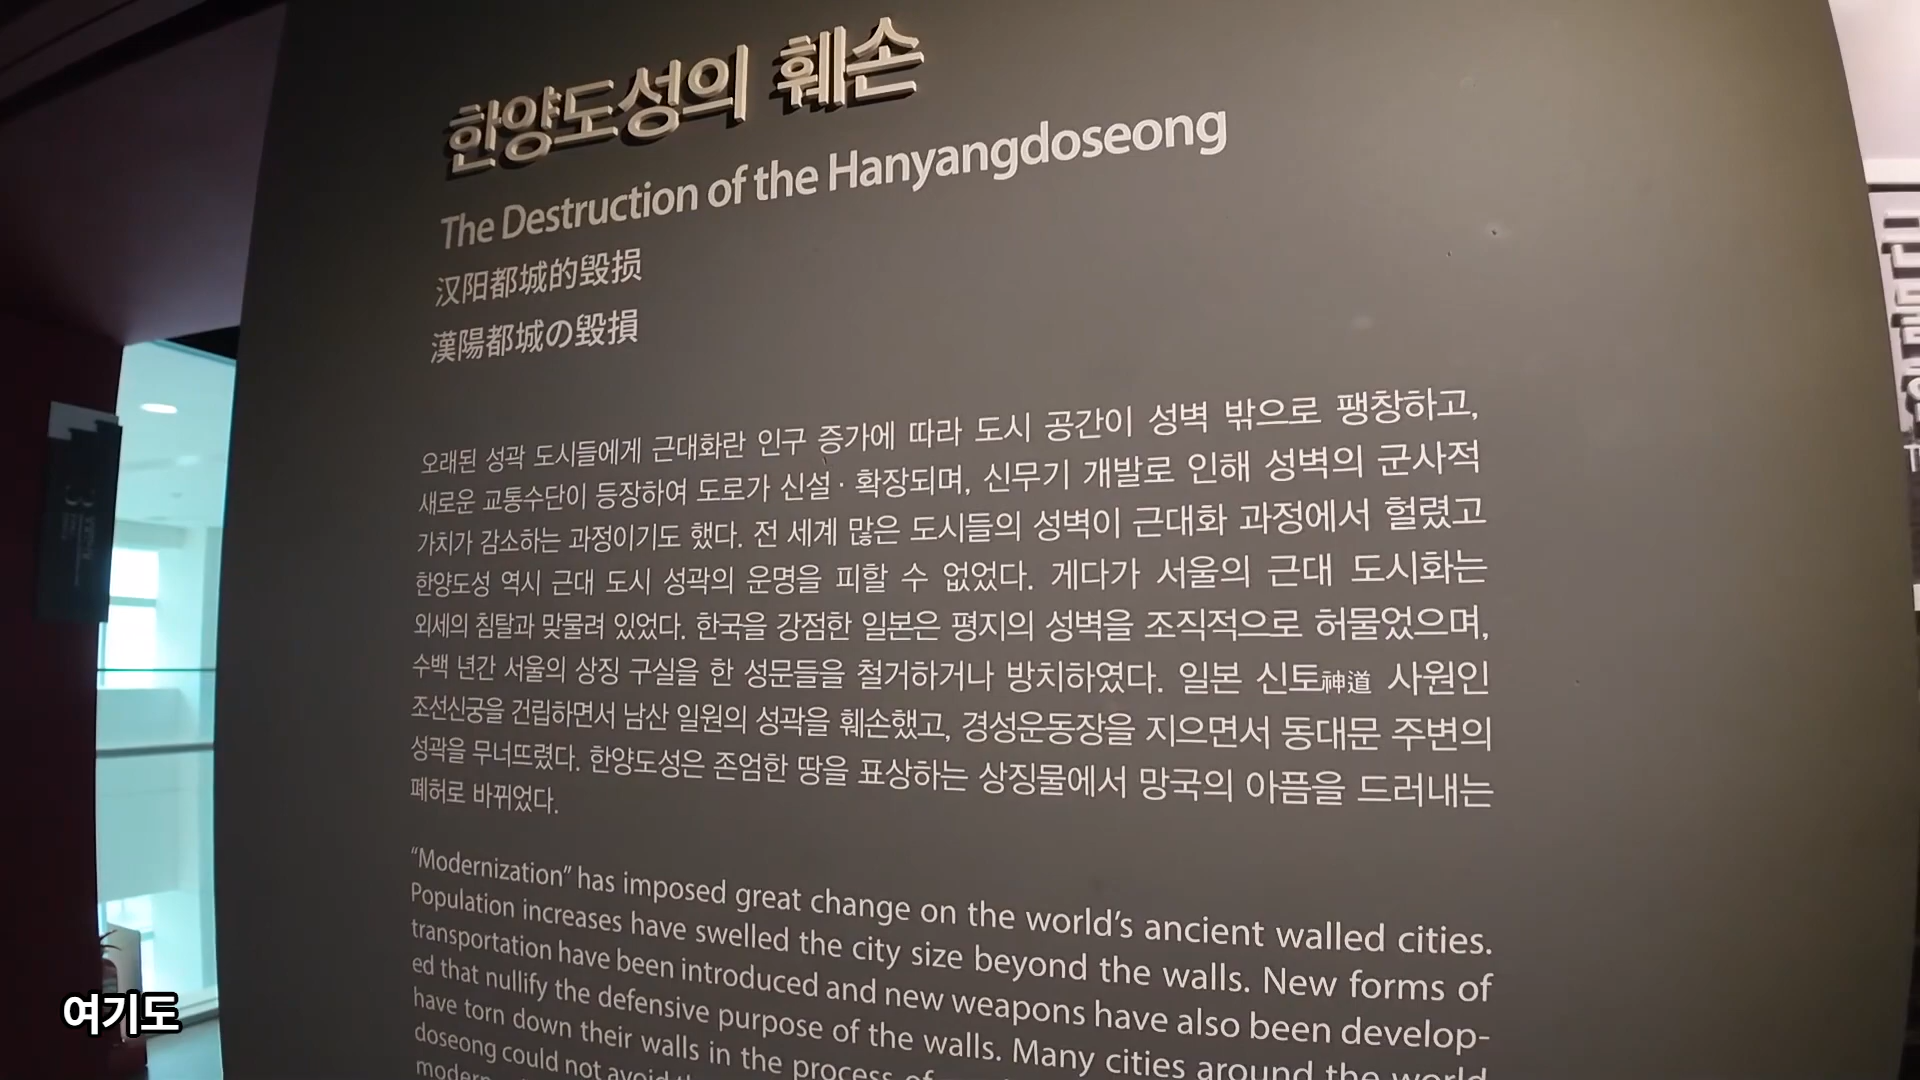 한양도성의 훼손
The Destruction of the Hanyangdoseong
汉阳都城的毁损
漢陽都城の毀損
오래된 성곽 도시들에게 근대화란 인구 증가에 따라 도시 공간이 성벽 밖으로 팽창하고,
새로운 교통수단이 등장하여 도로가 신설·확장되며, 신무기 개발로 인해 성벽의 군사적
가치가 감소하는 과정이기도 했다. 전 세계 많은 도시들의 성벽이 근대화 과정에서 헐렸고
한양도성 역시 근대 도시 성곽의 운명을 피할 수 없었다. 게다가 서울의 근대 도시화는
외세의 침탈과 맞물려 있었다. 한국을 강점한 일본은 평지의 성벽을 조직적으로 허물었으며,
수백 년간 서울의 상징 구실을 한 성문들을 철거하거나 방치하였다. 일본 신토神道 사원인
조선신궁을 건립하면서 남산 일원의 성곽을 훼손했고, 경성운동장을 지으면서 동대문 주변의
성곽을 무너뜨렸다. 한양도성은 존엄한 땅을 표상하는 상징물에서 망국의 아픔을 드러내는
폐허로 바뀌었다.
“Modernization” has imposed great change on the world’s ancient walled cities.
Population increases have swelled the city size beyond the walls. New forms of
transportation have been introduced and new weapons have also been develop-
ed that nullify the defensive purpose of the walls. Many cities around the world
have torn down their walls in the process of
doseong could not avoid
여기도